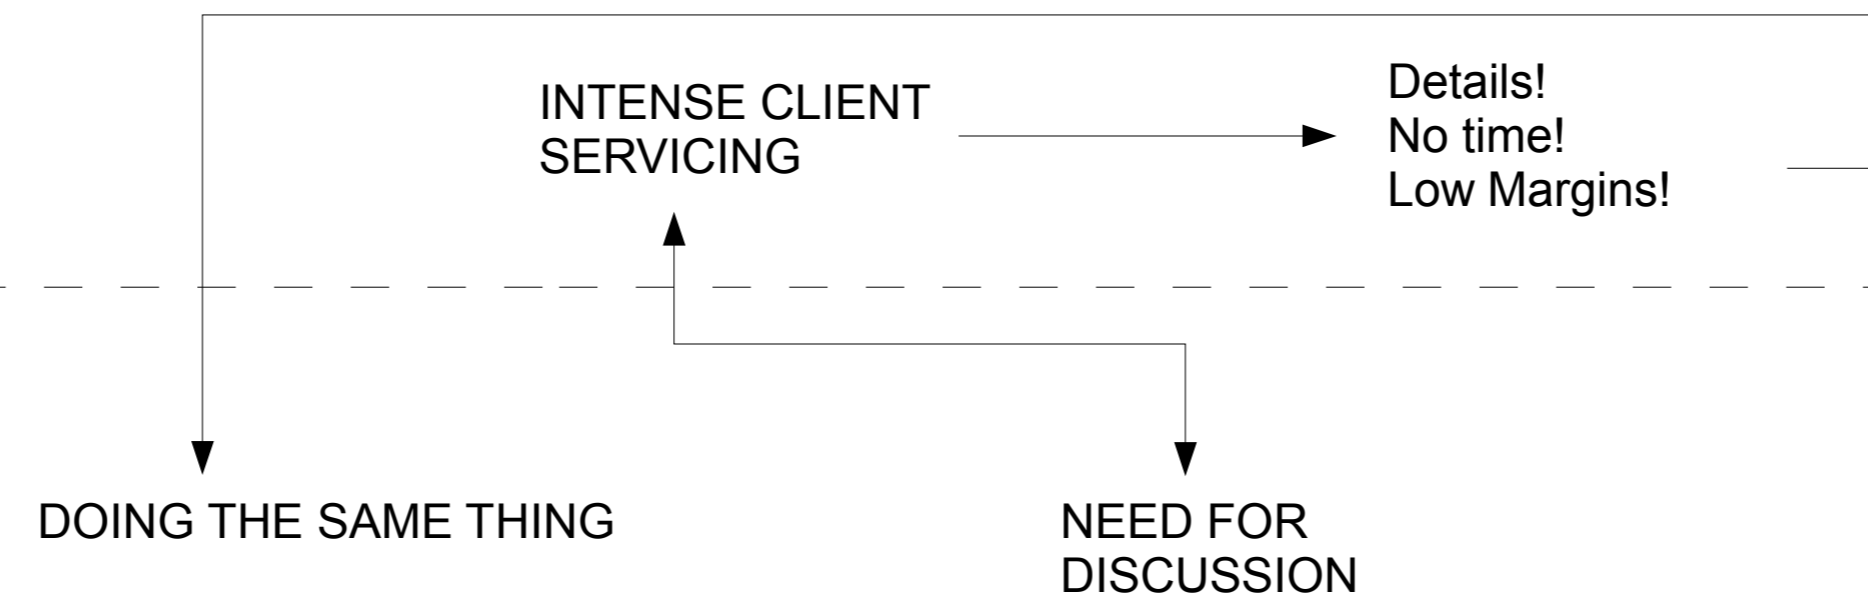 INTENSE CLIENT
SERVICING
Details!
No time!
Low Margins!
DOING THE SAME THING
NEED FOR
DISCUSSION